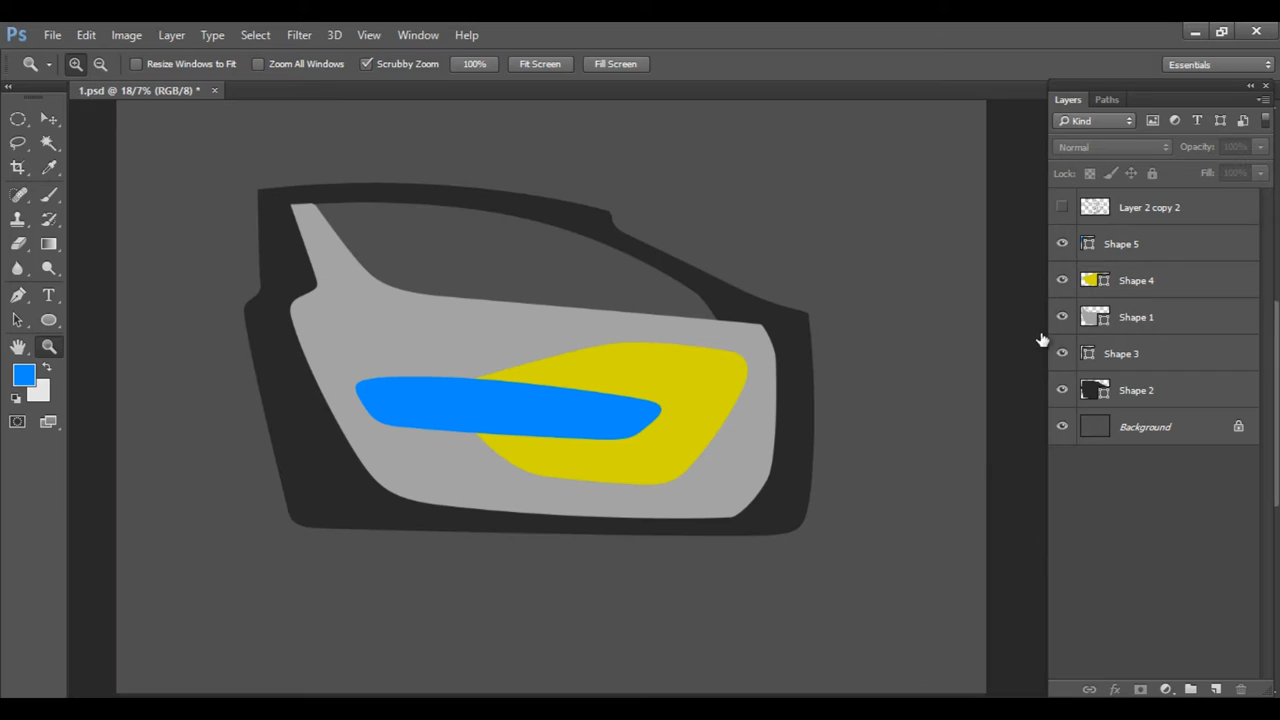 Ps File Edit Image Layer Type Select Filter 3D View Window Help
Resize Windows to Fit Zoom All Windows Scrubby Zoom 100% Fit Screen Fill Screen Essentials
1.psd @ 18/7% (RGB/8) *
Layers Paths
Kind
Normal Opacity: 100%
Lock: Fill: 100%
Layer 2 copy 2
Shape 5
Shape 4
Shape 1
Shape 3
Shape 2
Background